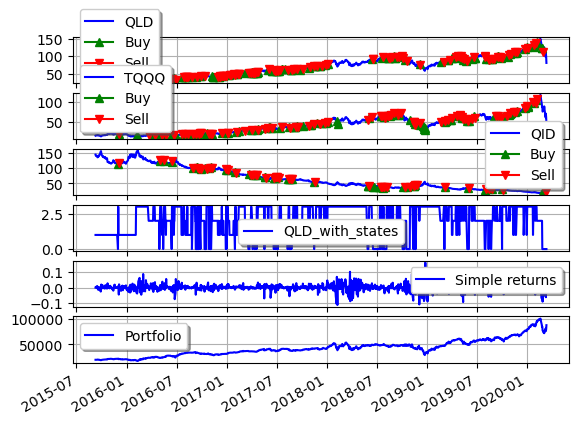 QLD
Buy
Sell
150
100
50
TQQQ
Buy
Sell
100
50
QID
Buy
Sell
150
100
50
QLD_with_states
2.5
0.0
Simple returns
0.1
0.0
−0.1
Portfolio
100000
50000
2015-07
2016-01
2016-07
2017-01
2017-07
2018-01
2018-07
2019-01
2019-07
2020-01